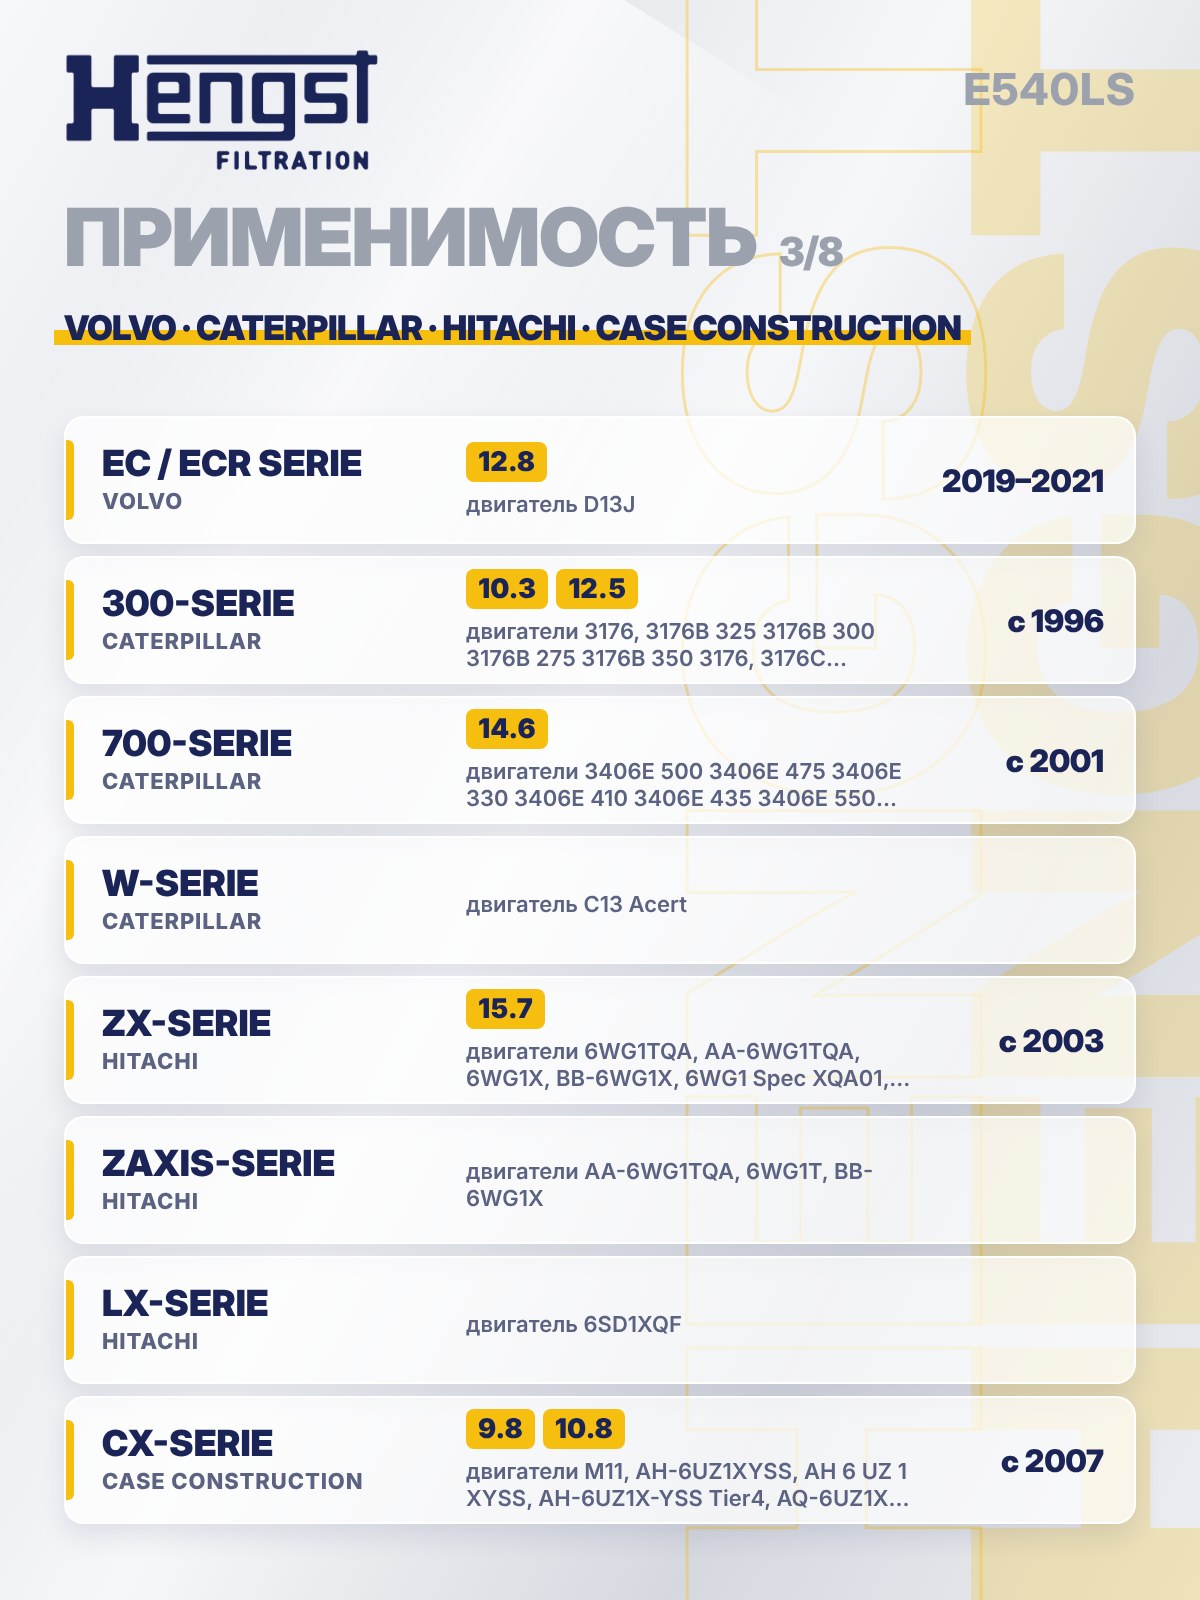 Hengst
FILTRATION
E540LS
ПРИМЕНИМОСТЬ 3/8
VOLVO · CATERPILLAR · HITACHI · CASE CONSTRUCTION
EC / ECR SERIE
VOLVO
12.8
двигатель D13J
2019–2021
300-SERIE
CATERPILLAR
10.3 12.5
двигатели 3176, 3176B 325 3176B 300
3176B 275 3176B 350 3176, 3176C...
с 1996
700-SERIE
CATERPILLAR
14.6
двигатели 3406E 500 3406E 475 3406E
330 3406E 410 3406E 435 3406E 550...
с 2001
W-SERIE
CATERPILLAR
двигатель C13 Acert
ZX-SERIE
HITACHI
15.7
двигатели 6WG1TQA, AA-6WG1TQA,
6WG1X, BB-6WG1X, 6WG1 Spec XQA01,...
с 2003
ZAXIS-SERIE
HITACHI
двигатели AA-6WG1TQA, 6WG1T, BB-
6WG1X
LX-SERIE
HITACHI
двигатель 6SD1XQF
CX-SERIE
CASE CONSTRUCTION
9.8 10.8
двигатели M11, AH-6UZ1XYSS, AH 6 UZ 1
XYSS, AH-6UZ1X-YSS Tier4, AQ-6UZ1X...
с 2007
HENGST